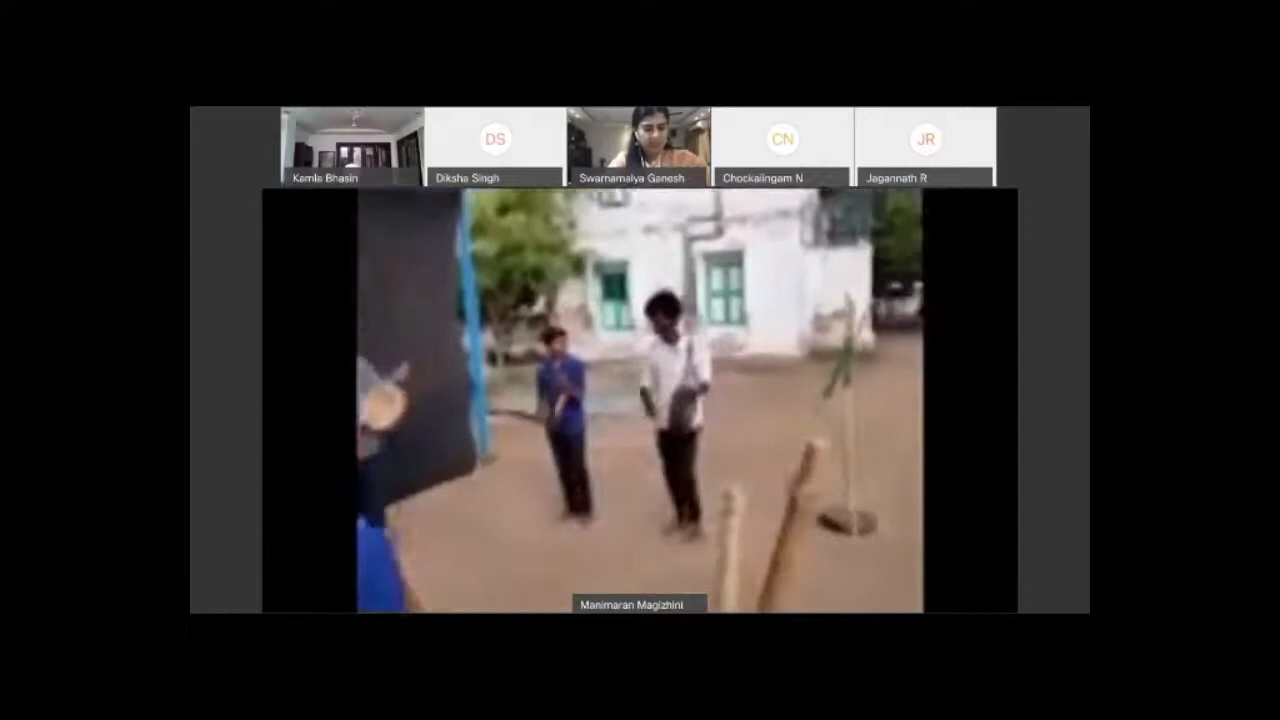 DS
CN
JR
Kamla Bhasin
Diksha Singh
Swarnamalya Ganesh
Chockalingam N
Jagannath R
Manimaran Magizhini